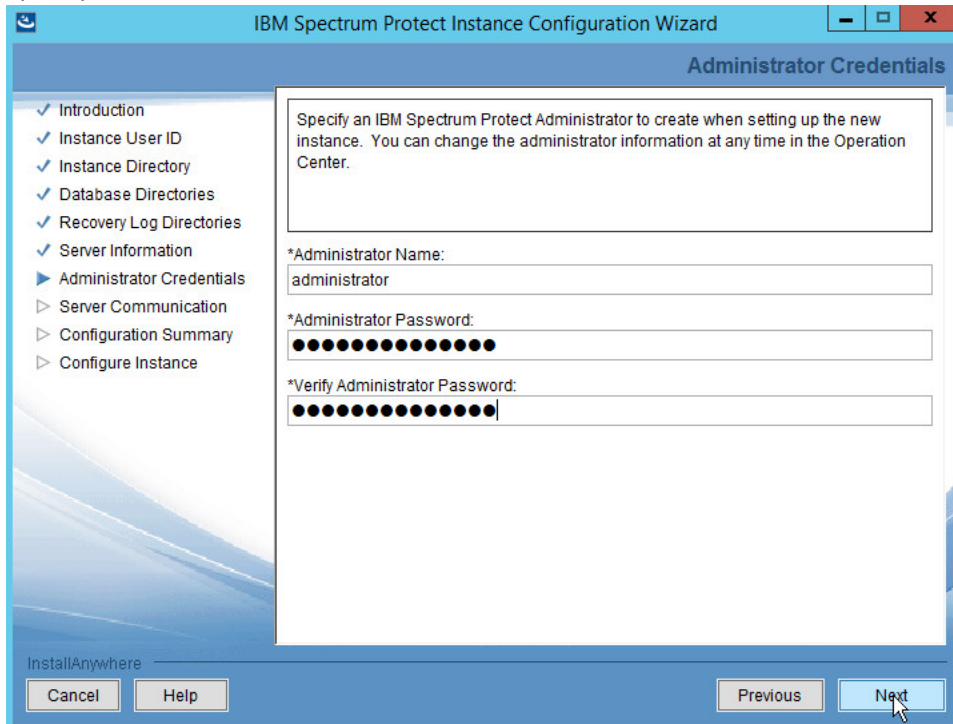 IBM Spectrum Protect Instance Configuration Wizard
Administrator Credentials
Introduction
Instance User ID
Instance Directory
Database Directories
Recovery Log Directories
Server Information
Administrator Credentials
Server Communication
Configuration Summary
Configure Instance
Specify an IBM Spectrum Protect Administrator to create when setting up the new
instance. You can change the administrator information at any time in the Operation
Center.
*Administrator Name:
administrator
*Administrator Password:
●●●●●●●●●●●●●●
*Verify Administrator Password:
●●●●●●●●●●●●●●
InstallAnywhere
Cancel
Help
Previous
Next